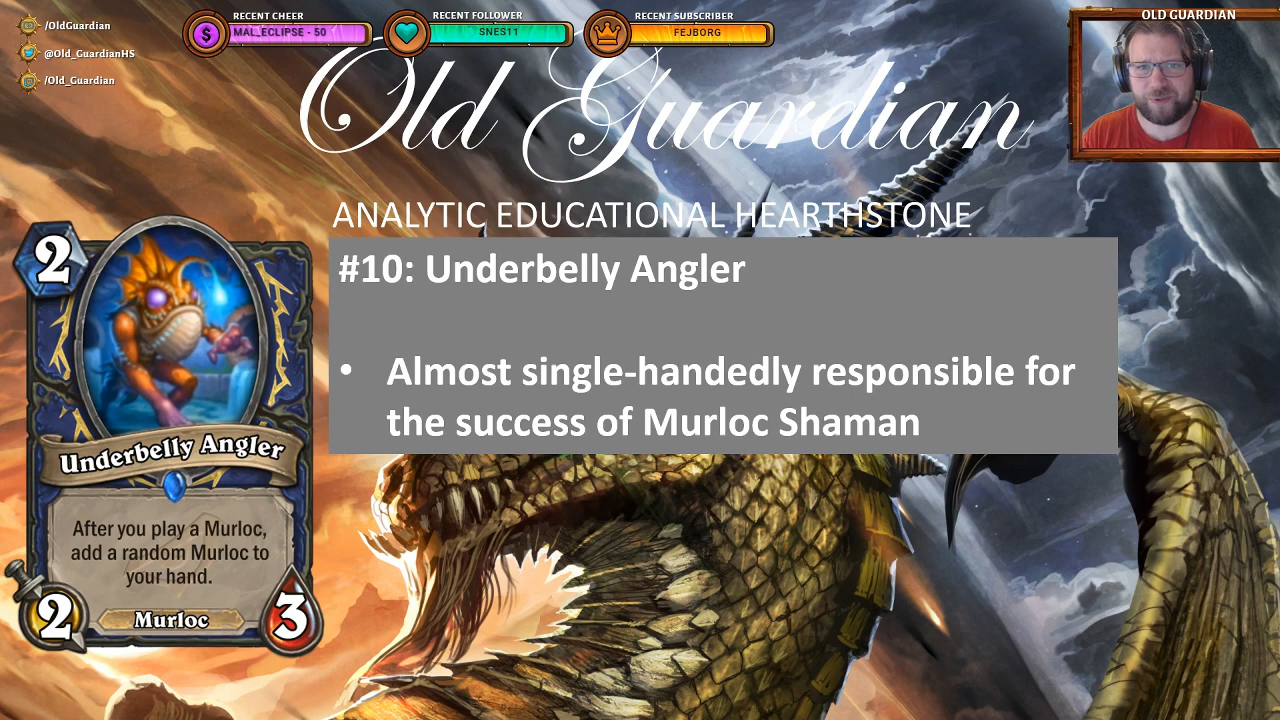 /OldGuardian
@Old_GuardianHS
/Old_Guardian
RECENT CHEER
MAL_ECLIPSE - 50
RECENT FOLLOWER
SNES11
RECENT SUBSCRIBER
FEJBORG
OLD GUARDIAN
Old Guardian
ANALYTIC EDUCATIONAL HEARTHSTONE
#10: Underbelly Angler
• Almost single-handedly responsible for
the success of Murloc Shaman
2
Underbelly Angler
After you play a Murloc,
add a random Murloc to
your hand.
2
Murloc
3